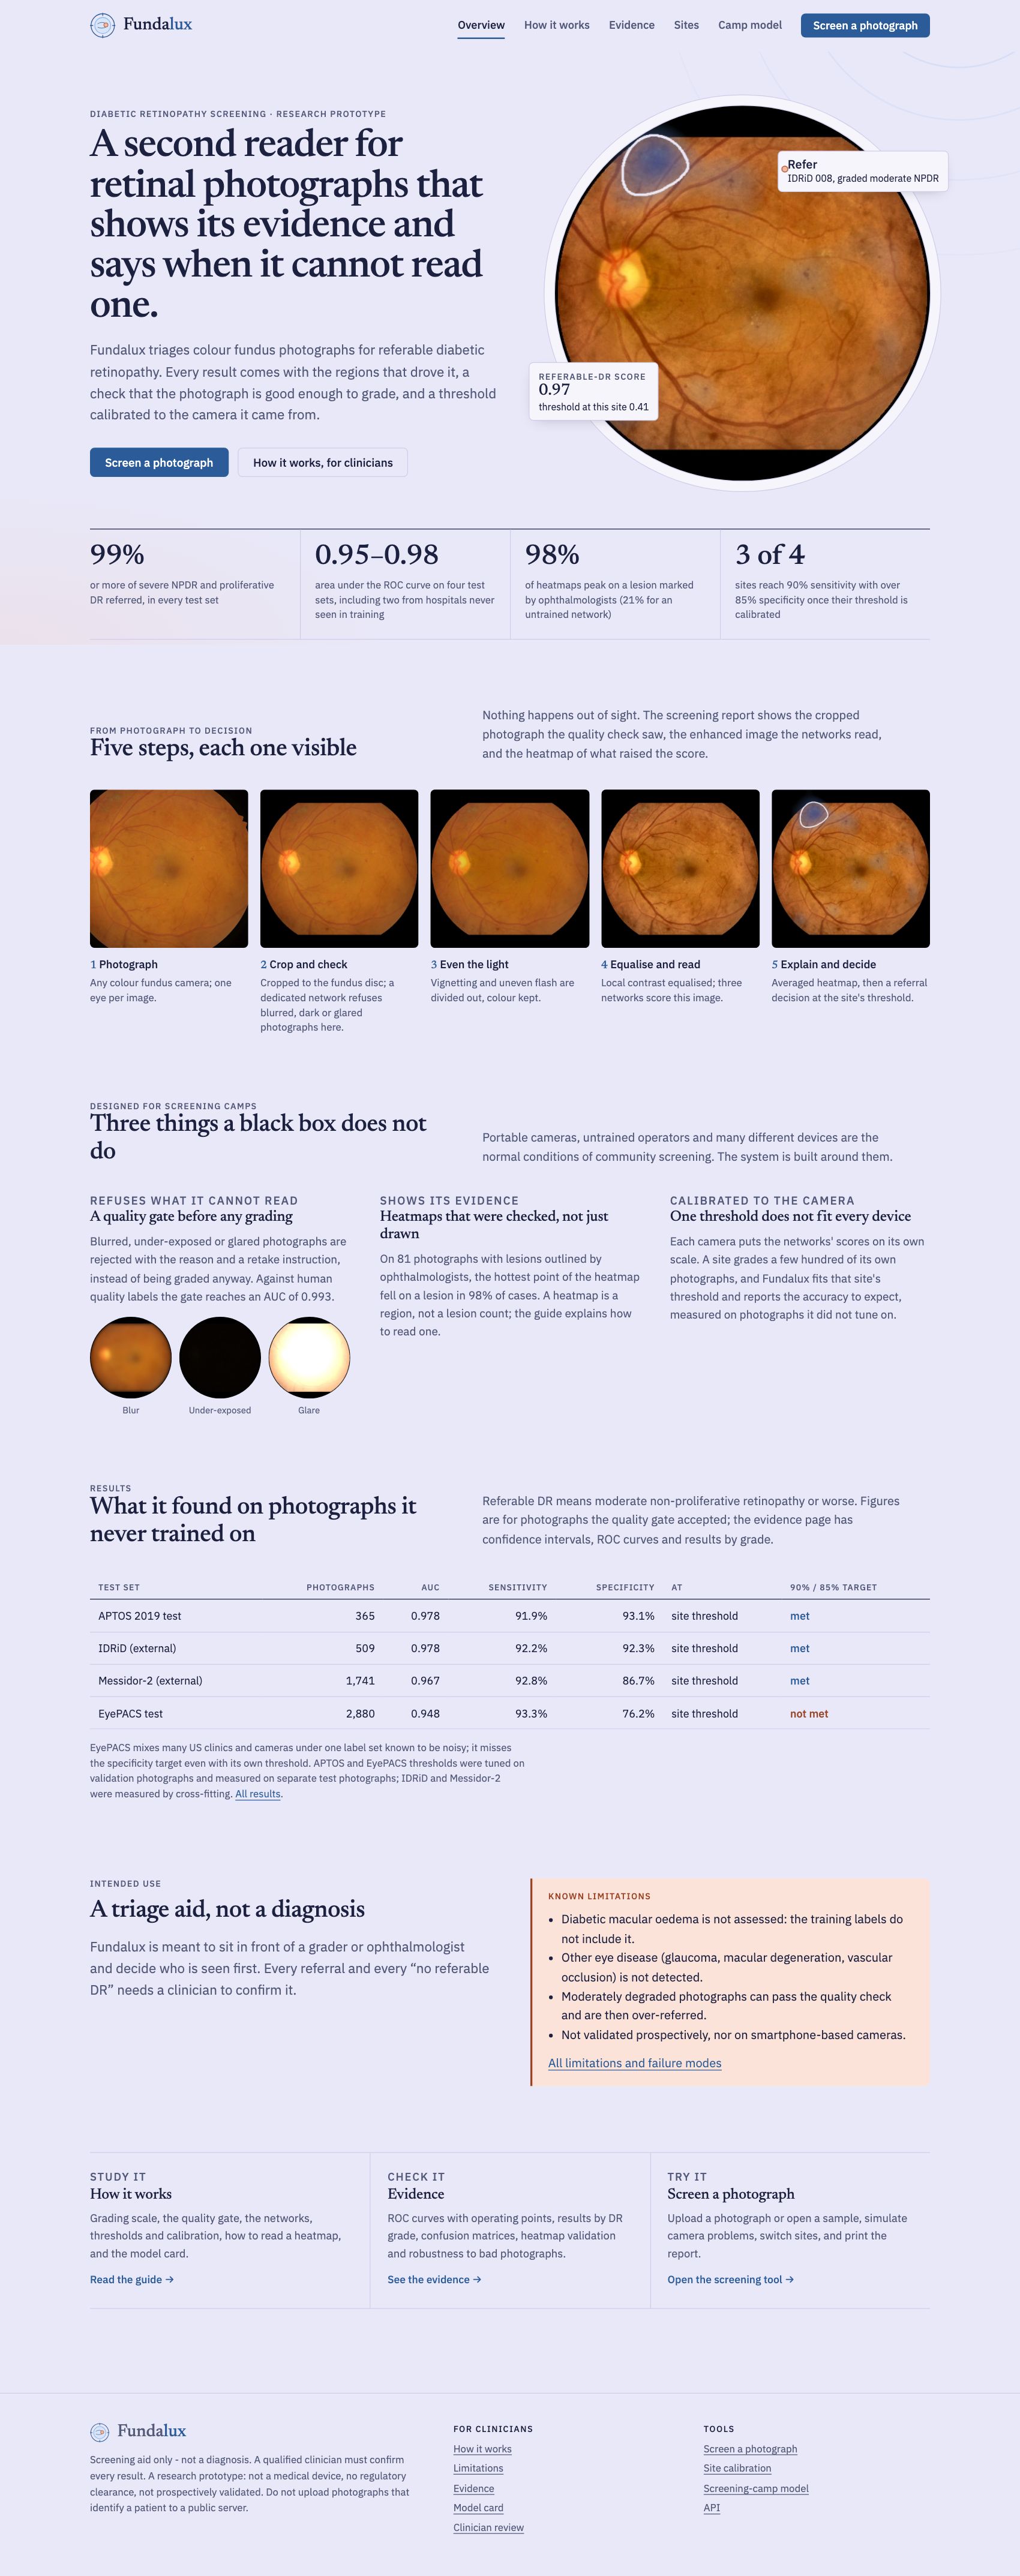 Fundalux
Overview
How it works
Evidence
Sites
Camp model
Screen a photograph
DIABETIC RETINOPATHY SCREENING · RESEARCH PROTOTYPE
A second reader for
retinal photographs that
shows its evidence and
says when it cannot read
one.
Fundalux triages colour fundus photographs for referable diabetic
retinopathy. Every result comes with the regions that drove it, a
check that the photograph is good enough to grade, and a threshold
calibrated to the camera it came from.
Screen a photograph
How it works, for clinicians
Refer
IDRiD 008, graded moderate NPDR
REFERABLE-DR SCORE
0.97
threshold at this site 0.41
99%
or more of severe NPDR and proliferative
DR referred, in every test set
0.95–0.98
area under the ROC curve on four test
sets, including two from hospitals never
seen in training
98%
of heatmaps peak on a lesion marked
by ophthalmologists (21% for an
untrained network)
3 of 4
sites reach 90% sensitivity with over
85% specificity once their threshold is
calibrated
FROM PHOTOGRAPH TO DECISION
Five steps, each one visible
Nothing happens out of sight. The screening report shows the cropped
photograph the quality check saw, the enhanced image the networks read,
and the heatmap of what raised the score.
1 Photograph
Any colour fundus camera; one
eye per image.
2 Crop and check
Cropped to the fundus disc; a
dedicated network refuses
blurred, dark or glared
photographs here.
3 Even the light
Vignetting and uneven flash are
divided out, colour kept.
4 Equalise and read
Local contrast equalised; three
networks score this image.
5 Explain and decide
Averaged heatmap, then a referral
decision at the site's threshold.
DESIGNED FOR SCREENING CAMPS
Three things a black box does not
do
Portable cameras, untrained operators and many different devices are the
normal conditions of community screening. The system is built around them.
REFUSES WHAT IT CANNOT READ
A quality gate before any grading
Blurred, under-exposed or glared photographs are
rejected with the reason and a retake instruction,
instead of being graded anyway. Against human
quality labels the gate reaches an AUC of 0.993.
Blur
Under-exposed
Glare
SHOWS ITS EVIDENCE
Heatmaps that were checked, not just
drawn
On 81 photographs with lesions outlined by
ophthalmologists, the hottest point of the heatmap
fell on a lesion in 98% of cases. A heatmap is a
region, not a lesion count; the guide explains how
to read one.
CALIBRATED TO THE CAMERA
One threshold does not fit every device
Each camera puts the networks' scores on its own
scale. A site grades a few hundred of its own
photographs, and Fundalux fits that site's
threshold and reports the accuracy to expect,
measured on photographs it did not tune on.
RESULTS
What it found on photographs it
never trained on
Referable DR means moderate non-proliferative retinopathy or worse. Figures
are for photographs the quality gate accepted; the evidence page has
confidence intervals, ROC curves and results by grade.
TEST SET PHOTOGRAPHS AUC SENSITIVITY SPECIFICITY AT 90% / 85% TARGET
APTOS 2019 test 365 0.978 91.9% 93.1% site threshold met
IDRiD (external) 509 0.978 92.2% 92.3% site threshold met
Messidor-2 (external) 1,741 0.967 92.8% 86.7% site threshold met
EyePACS test 2,880 0.948 93.3% 76.2% site threshold not met
EyePACS mixes many US clinics and cameras under one label set known to be noisy; it misses
the specificity target even with its own threshold. APTOS and EyePACS thresholds were tuned on
validation photographs and measured on separate test photographs; IDRiD and Messidor-2
were measured by cross-fitting. All results.
INTENDED USE
A triage aid, not a diagnosis
Fundalux is meant to sit in front of a grader or ophthalmologist
and decide who is seen first. Every referral and every “no referable
DR” needs a clinician to confirm it.
KNOWN LIMITATIONS
• Diabetic macular oedema is not assessed: the training labels do
not include it.
• Other eye disease (glaucoma, macular degeneration, vascular
occlusion) is not detected.
• Moderately degraded photographs can pass the quality check
and are then over-referred.
• Not validated prospectively, nor on smartphone-based cameras.
All limitations and failure modes
STUDY IT
How it works
Grading scale, the quality gate, the networks,
thresholds and calibration, how to read a heatmap,
and the model card.
Read the guide →
CHECK IT
Evidence
ROC curves with operating points, results by DR
grade, confusion matrices, heatmap validation
and robustness to bad photographs.
See the evidence →
TRY IT
Screen a photograph
Upload a photograph or open a sample, simulate
camera problems, switch sites, and print the
report.
Open the screening tool →
Fundalux
Screening aid only - not a diagnosis. A qualified clinician must confirm
every result. A research prototype: not a medical device, no regulatory
clearance, not prospectively validated. Do not upload photographs that
identify a patient to a public server.
FOR CLINICIANS
How it works
Limitations
Evidence
Model card
Clinician review
TOOLS
Screen a photograph
Site calibration
Screening-camp model
API